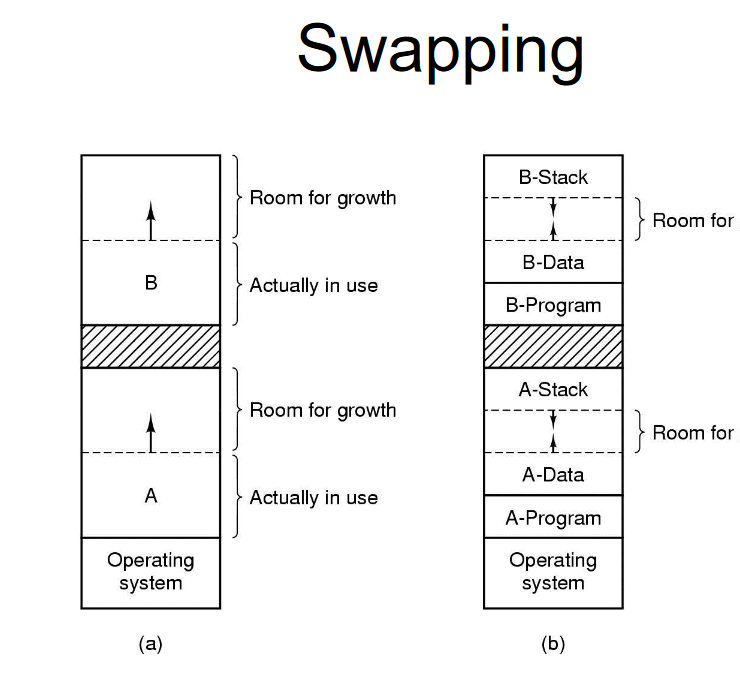 Swapping
Room for growth
B
Actually in use
Room for growth
A
Actually in use
Operating
system
(a)
B-Stack
Room for
B-Data
B-Program
A-Stack
Room for
A-Data
A-Program
Operating
system
(b)